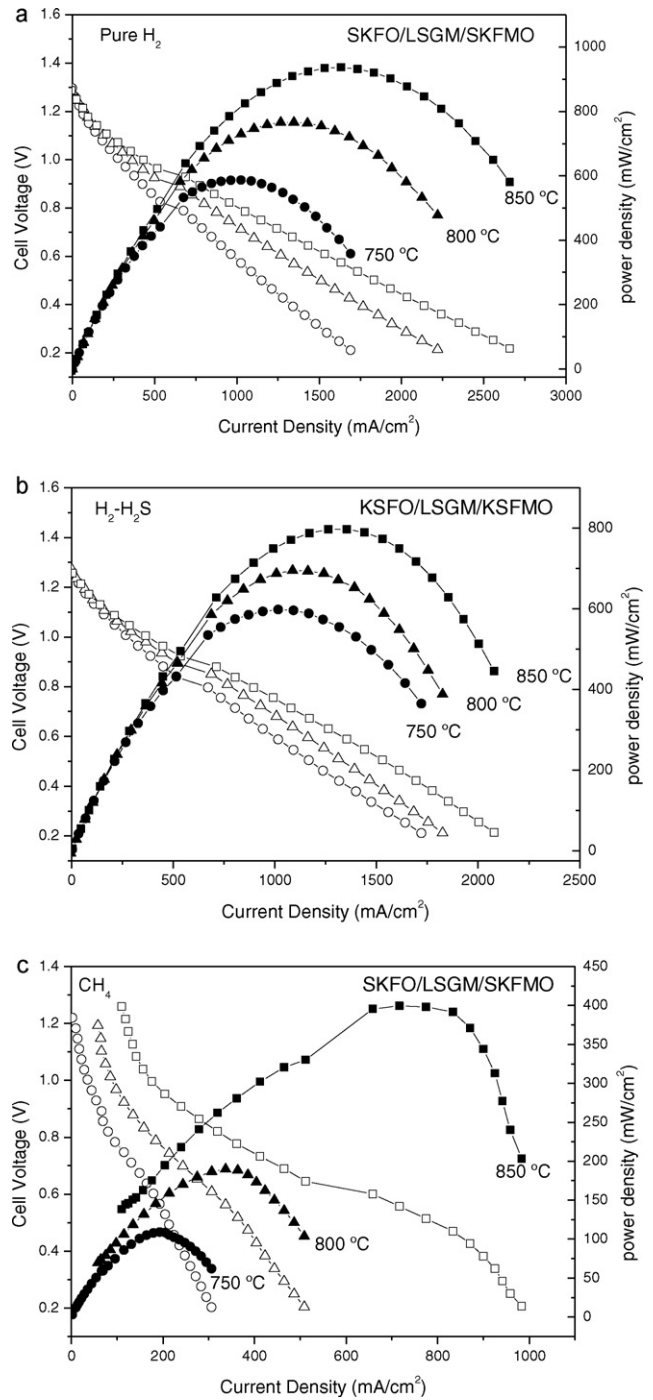 a
Pure H₂
SKFO/LSGM/SKFMO
1.6
1.4
1.2
1.0
0.8
0.6
0.4
0.2
Cell Voltage (V)
1000
800
600
400
200
0
power density (mW/cm²)
850 ºC
800 ºC
750 ºC
0
500
1000
1500
2000
2500
3000
Current Density (mA/cm²)
b
H₂-H₂S
KSFO/LSGM/KSFMO
1.6
1.4
1.2
1.0
0.8
0.6
0.4
0.2
Cell Voltage (V)
800
600
400
200
0
power density (mW/cm²)
850 ºC
800 ºC
750 ºC
0
500
1000
1500
2000
2500
Current Density (mA/cm²)
c
CH₄
SKFO/LSGM/SKFMO
1.4
1.2
1.0
0.8
0.6
0.4
0.2
Cell Voltage (V)
450
400
350
300
250
200
150
100
50
0
power density (mW/cm²)
850 ºC
800 ºC
750 ºC
0
200
400
600
800
1000
Current Density (mA/cm²)